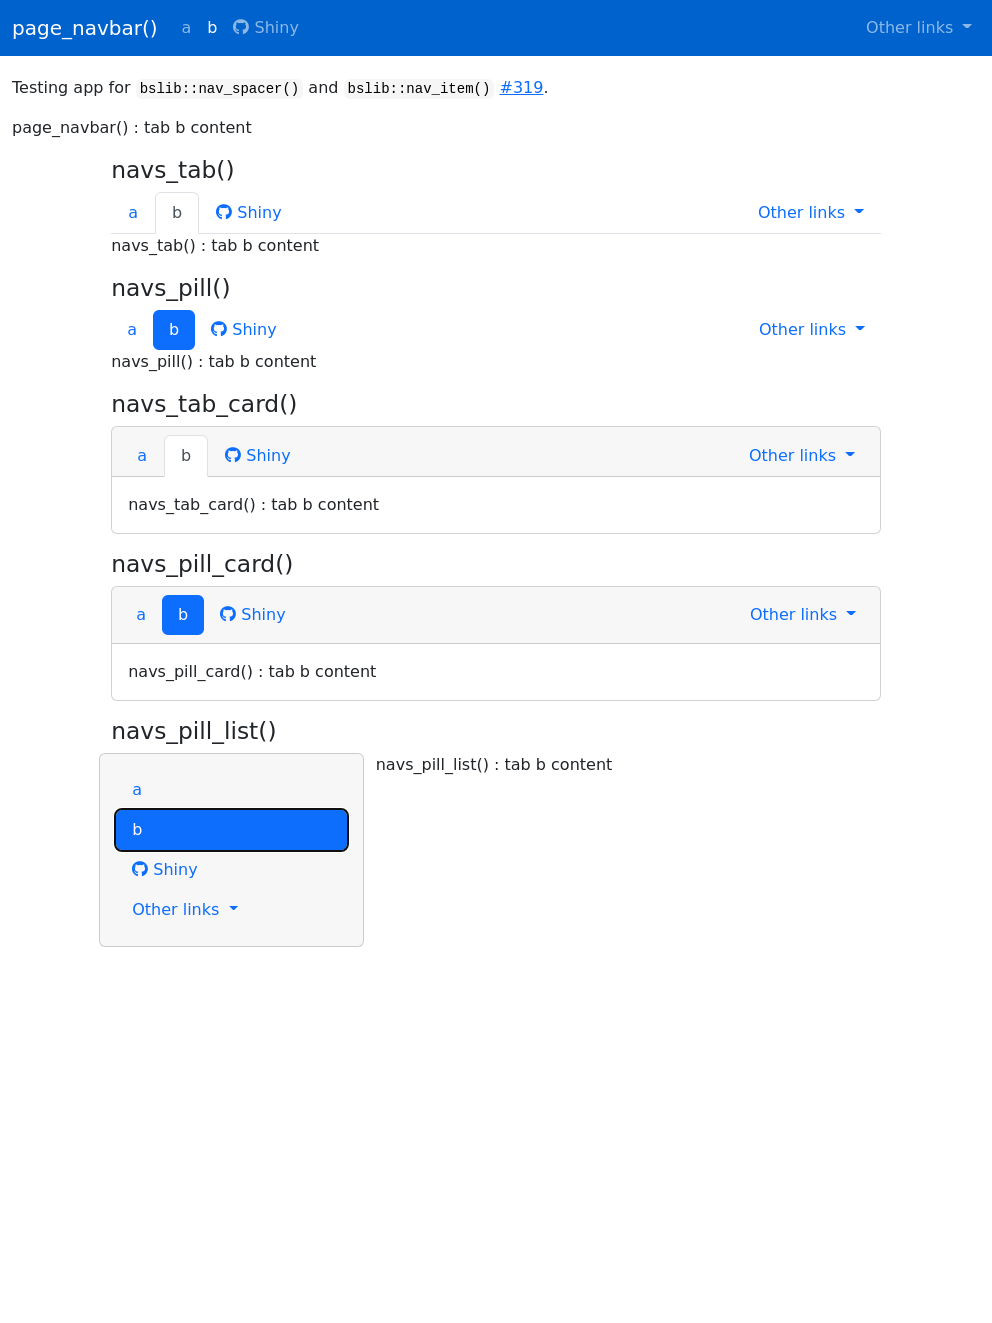 page_navbar() a b Shiny Other links
Testing app for bslib::nav_spacer() and bslib::nav_item() #319.
page_navbar() : tab b content
navs_tab()
a b Shiny Other links
navs_tab() : tab b content
navs_pill()
a b Shiny Other links
navs_pill() : tab b content
navs_tab_card()
a b Shiny Other links
navs_tab_card() : tab b content
navs_pill_card()
a b Shiny Other links
navs_pill_card() : tab b content
navs_pill_list()
a
b
Shiny
Other links
navs_pill_list() : tab b content